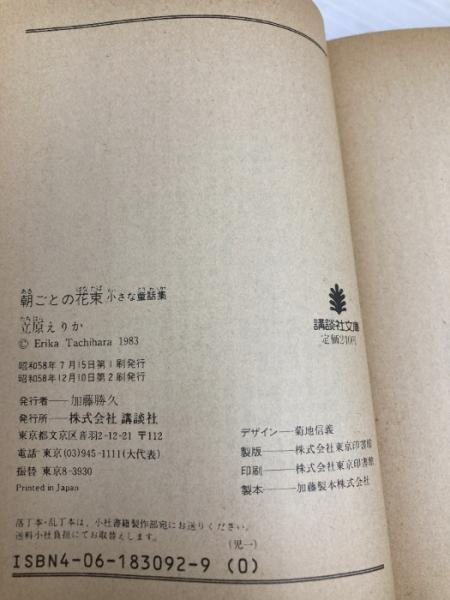 朝ごとの花束 小さな童話集
立原えりか
© Erika Tachihara 1983
昭和58年7月15日第1刷発行
昭和58年12月10日第2刷発行
発行者——加藤勝久
発行所——株式会社 講談社
東京都文京区音羽2-12-21 〒112
電話 東京(03)945-1111(大代表)
振替 東京8-3930
Printed in Japan
講談社文庫
定価240円
デザイン——菊地信義
製版——株式会社東京印書館
印刷——株式会社東京印書館
製本——加藤製本株式会社
落丁本・乱丁本は、小社書籍製作部宛にお送りください。
送料小社負担にてお取替えします。
(児一)
ISBN4-06-183092-9 (0)